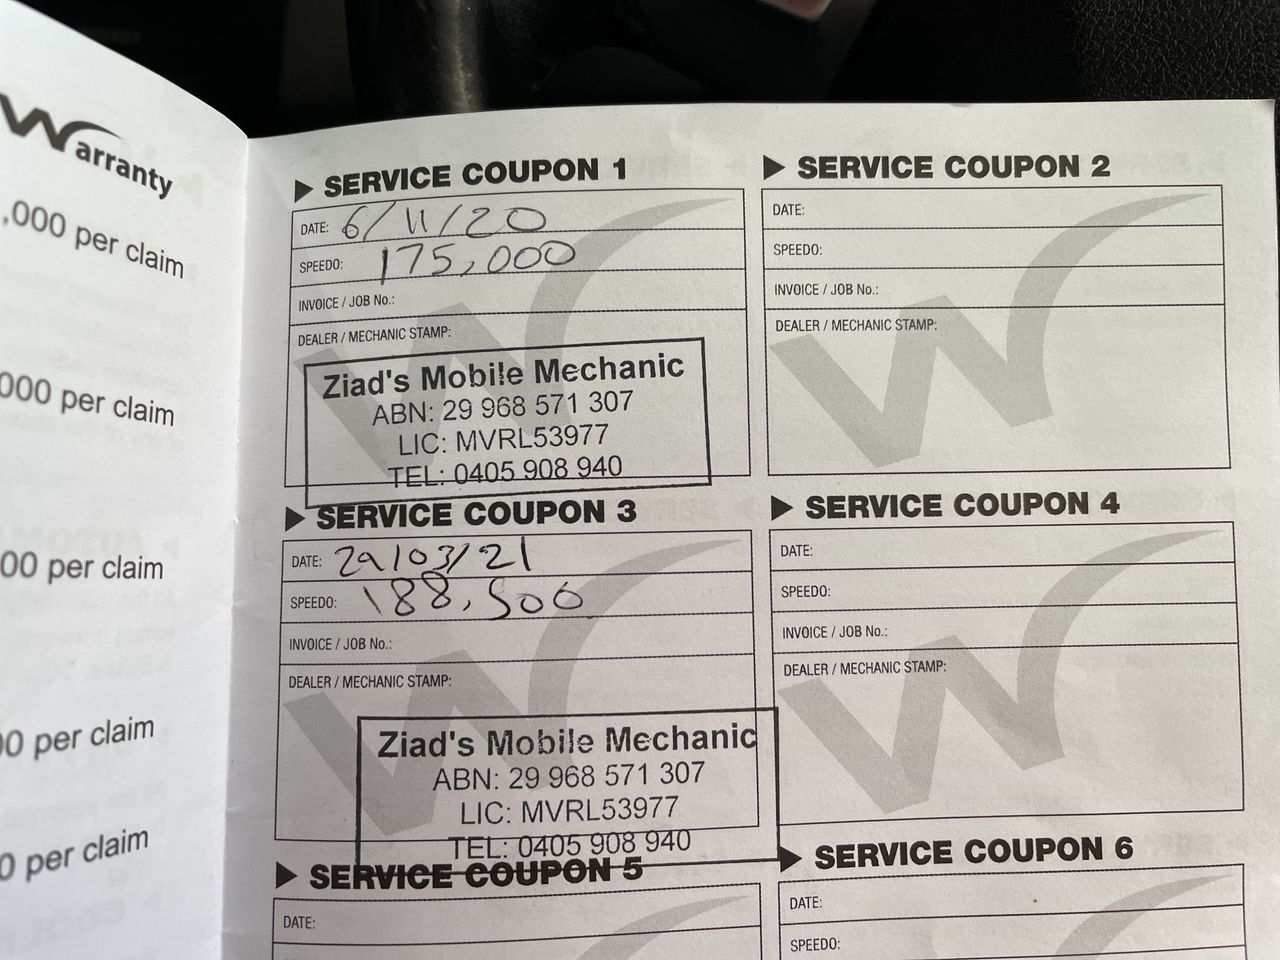 Warranty
,000 per claim
000 per claim
00 per claim
00 per claim
0 per claim
SERVICE COUPON 1
DATE: 6/11/20
SPEEDO: 175,000
INVOICE / JOB No.:
DEALER / MECHANIC STAMP:
Ziad's Mobile Mechanic
ABN: 29 968 571 307
LIC: MVRL53977
TEL: 0405 908 940
SERVICE COUPON 2
DATE:
SPEEDO:
INVOICE / JOB No.:
DEALER / MECHANIC STAMP:
SERVICE COUPON 3
DATE: 29/03/21
SPEEDO: 188,500
INVOICE / JOB No.:
DEALER / MECHANIC STAMP:
Ziad's Mobile Mechanic
ABN: 29 968 571 307
LIC: MVRL53977
TEL: 0405 908 940
SERVICE COUPON 4
DATE:
SPEEDO:
INVOICE / JOB No.:
DEALER / MECHANIC STAMP:
SERVICE COUPON 5
DATE:
SERVICE COUPON 6
DATE:
SPEEDO: